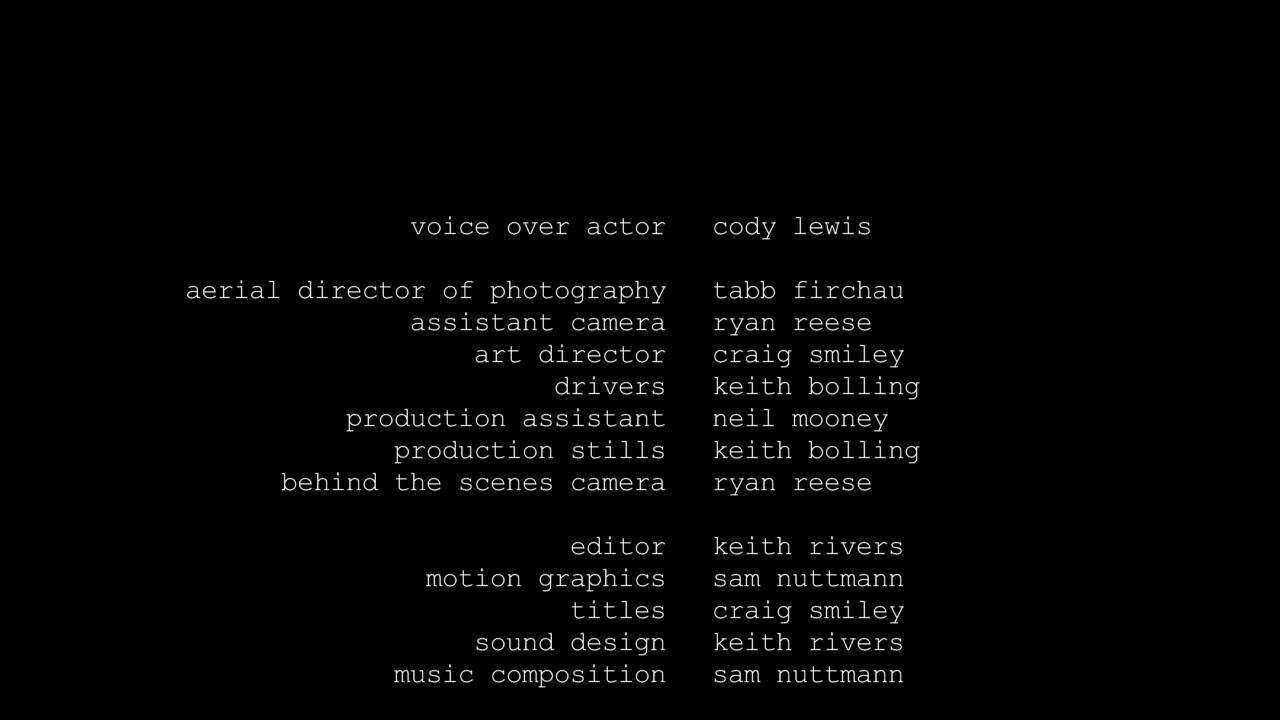 voice over actor cody lewis
aerial director of photography tabb firchau
assistant camera ryan reese
art director craig smiley
drivers keith bolling
production assistant neil mooney
production stills keith bolling
behind the scenes camera ryan reese
editor keith rivers
motion graphics sam nuttmann
titles craig smiley
sound design keith rivers
music composition sam nuttmann